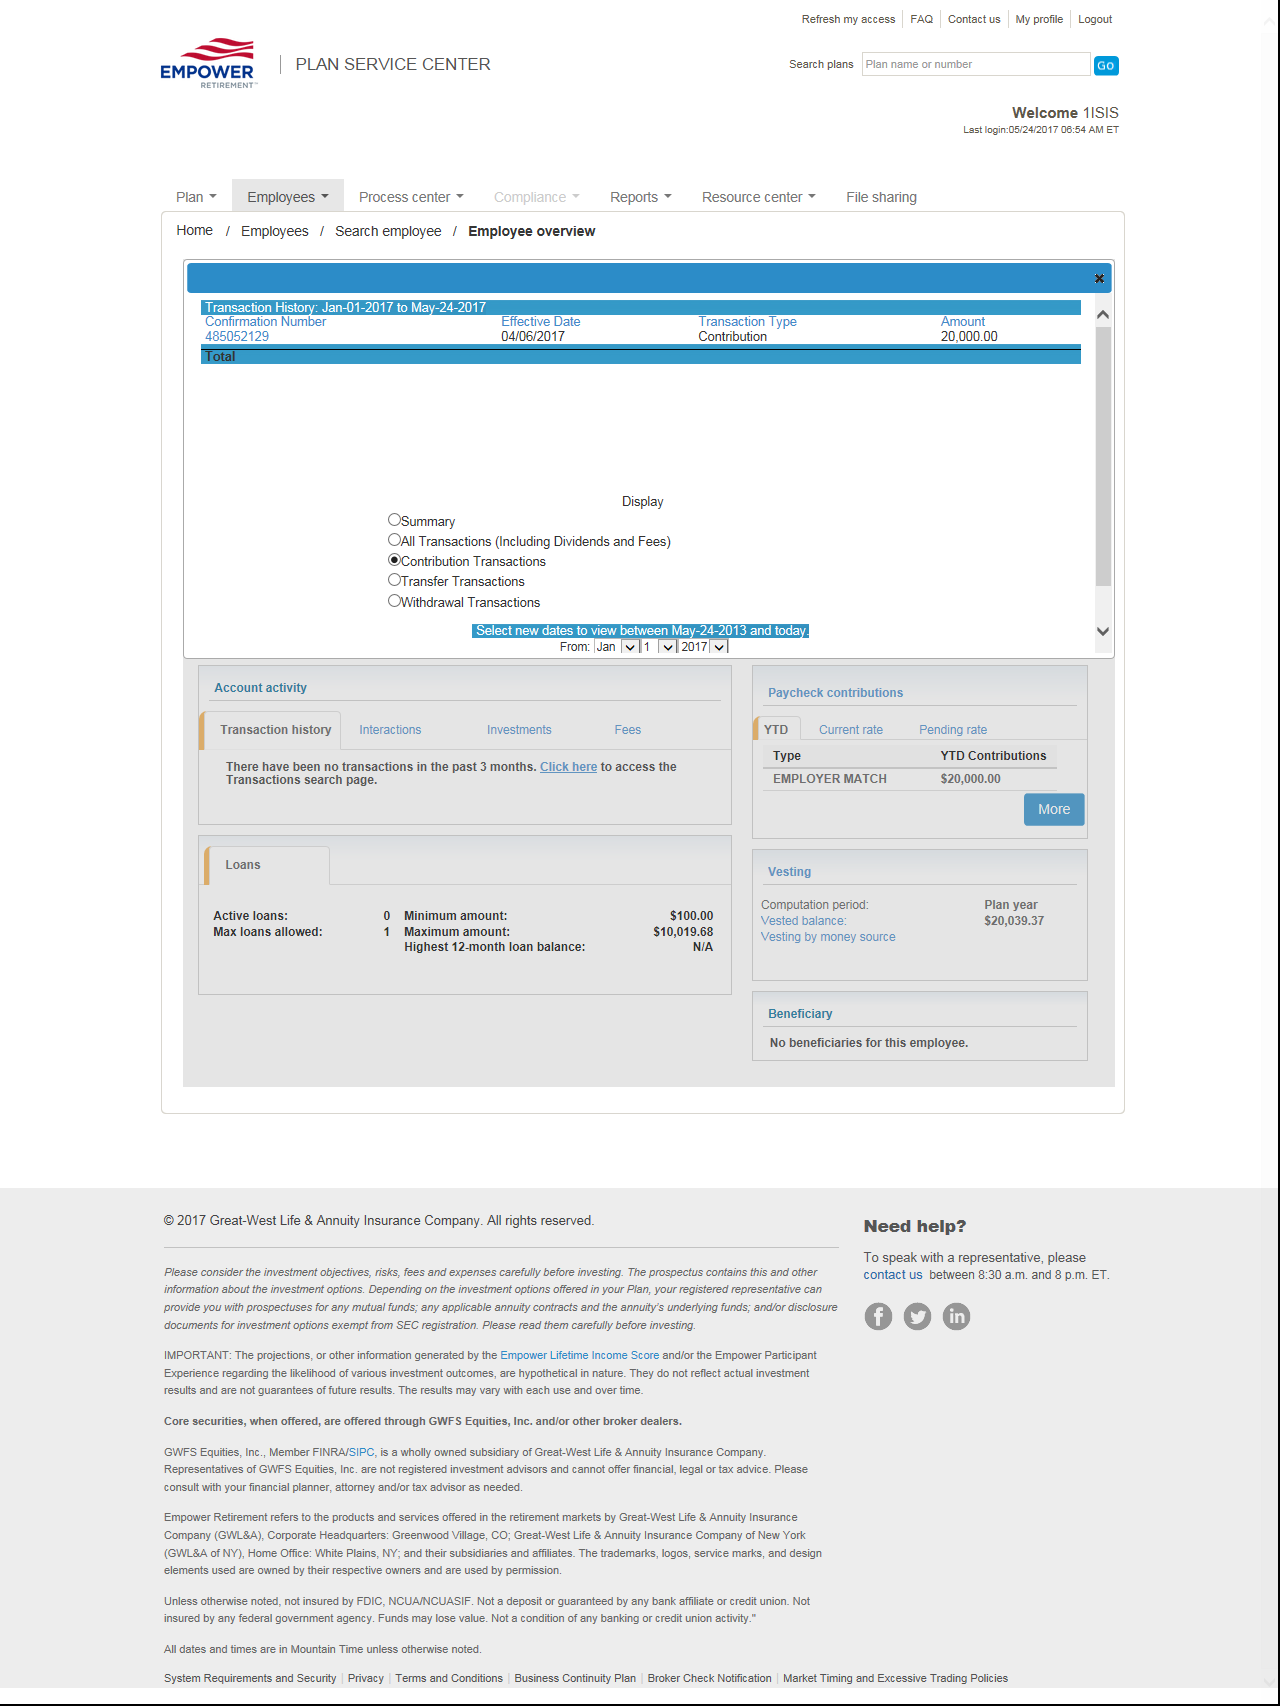 Refresh my access FAQ Contact us My profile Logout
EMPOWER
RETIREMENT™
PLAN SERVICE CENTER
Search plans Plan name or number GO
Welcome 1ISIS
Last login:05/24/2017 06:54 AM ET
Plan Employees Process center Compliance Reports Resource center File sharing
Home / Employees / Search employee / Employee overview
Transaction History: Jan-01-2017 to May-24-2017
Confirmation Number Effective Date Transaction Type Amount
485052129 04/06/2017 Contribution 20,000.00
Total
Display
Summary
All Transactions (Including Dividends and Fees)
Contribution Transactions
Transfer Transactions
Withdrawal Transactions
Select new dates to view between May-24-2013 and today.
From: Jan 1 2017
Account activity
Transaction history Interactions Investments Fees
There have been no transactions in the past 3 months. Click here to access the
Transactions search page.
Paycheck contributions
YTD Current rate Pending rate
Type YTD Contributions
EMPLOYER MATCH $20,000.00
More
Loans
Active loans: 0 Minimum amount: $100.00
Max loans allowed: 1 Maximum amount: $10,019.68
Highest 12-month loan balance: N/A
Vesting
Computation period: Plan year
Vested balance: $20,039.37
Vesting by money source
Beneficiary
No beneficiaries for this employee.
© 2017 Great-West Life & Annuity Insurance Company. All rights reserved.
Please consider the investment objectives, risks, fees and expenses carefully before investing. The prospectus contains this and other
information about the investment options. Depending on the investment options offered in your Plan, your registered representative can
provide you with prospectuses for any mutual funds; any applicable annuity contracts and the annuity's underlying funds; and/or disclosure
documents for investment options exempt from SEC registration. Please read them carefully before investing.
IMPORTANT: The projections, or other information generated by the Empower Lifetime Income Score and/or the Empower Participant
Experience regarding the likelihood of various investment outcomes, are hypothetical in nature. They do not reflect actual investment
results and are not guarantees of future results. The results may vary with each use and over time.
Core securities, when offered, are offered through GWFS Equities, Inc. and/or other broker dealers.
GWFS Equities, Inc., Member FINRA/SIPC, is a wholly owned subsidiary of Great-West Life & Annuity Insurance Company.
Representatives of GWFS Equities, Inc. are not registered investment advisors and cannot offer financial, legal or tax advice. Please
consult with your financial planner, attorney and/or tax advisor as needed.
Empower Retirement refers to the products and services offered in the retirement markets by Great-West Life & Annuity Insurance
Company (GWL&A), Corporate Headquarters: Greenwood Village, CO; Great-West Life & Annuity Insurance Company of New York
(GWL&A of NY), Home Office: White Plains, NY; and their subsidiaries and affiliates. The trademarks, logos, service marks, and design
elements used are owned by their respective owners and are used by permission.
Unless otherwise noted, not insured by FDIC, NCUA/NCUASIF. Not a deposit or guaranteed by any bank affiliate or credit union. Not
insured by any federal government agency. Funds may lose value. Not a condition of any banking or credit union activity."
All dates and times are in Mountain Time unless otherwise noted.
System Requirements and Security | Privacy | Terms and Conditions | Business Continuity Plan | Broker Check Notification | Market Timing and Excessive Trading Policies
Need help?
To speak with a representative, please
contact us between 8:30 a.m. and 8 p.m. ET.